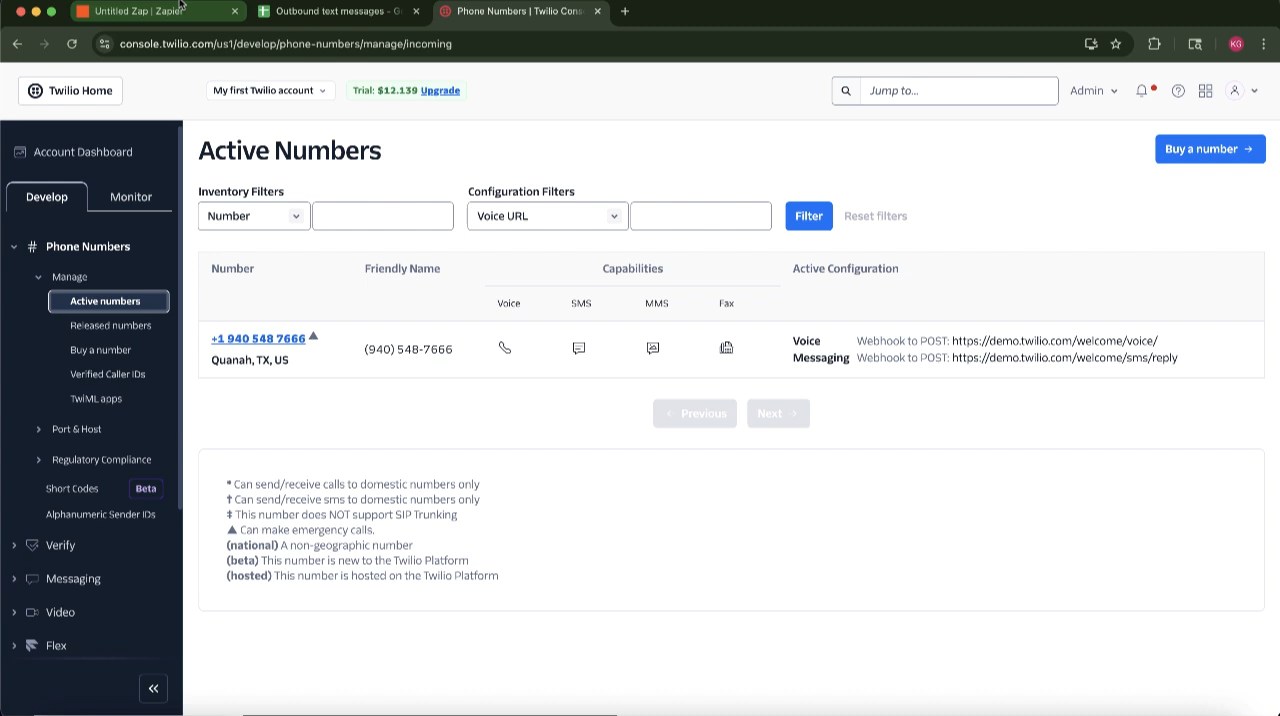 Untitled Zap | Zapier
Outbound text messages - G
Phone Numbers | Twilio Cons
console.twilio.com/us1/develop/phone-numbers/manage/incoming
KG
Twilio Home
My first Twilio account
Trial: $12.139 Upgrade
Jump to...
Admin
Account Dashboard
Develop
Monitor
# Phone Numbers
Manage
Active numbers
Released numbers
Buy a number
Verified Caller IDs
TwiML apps
Port & Host
Regulatory Compliance
Short Codes
Beta
Alphanumeric Sender IDs
Verify
Messaging
Video
Flex
Active Numbers
Buy a number →
Inventory Filters
Configuration Filters
Number
Voice URL
Filter
Reset filters
Number
Friendly Name
Capabilities
Active Configuration
Voice
SMS
MMS
Fax
+1 940 548 7666 ▲
Quanah, TX, US
(940) 548-7666
Voice Webhook to POST: https://demo.twilio.com/welcome/voice/
Messaging Webhook to POST: https://demo.twilio.com/welcome/sms/reply
← Previous
Next →
* Can send/receive calls to domestic numbers only
† Can send/receive sms to domestic numbers only
‡ This number does NOT support SIP Trunking
▲ Can make emergency calls.
(national) A non-geographic number
(beta) This number is new to the Twilio Platform
(hosted) This number is hosted on the Twilio Platform